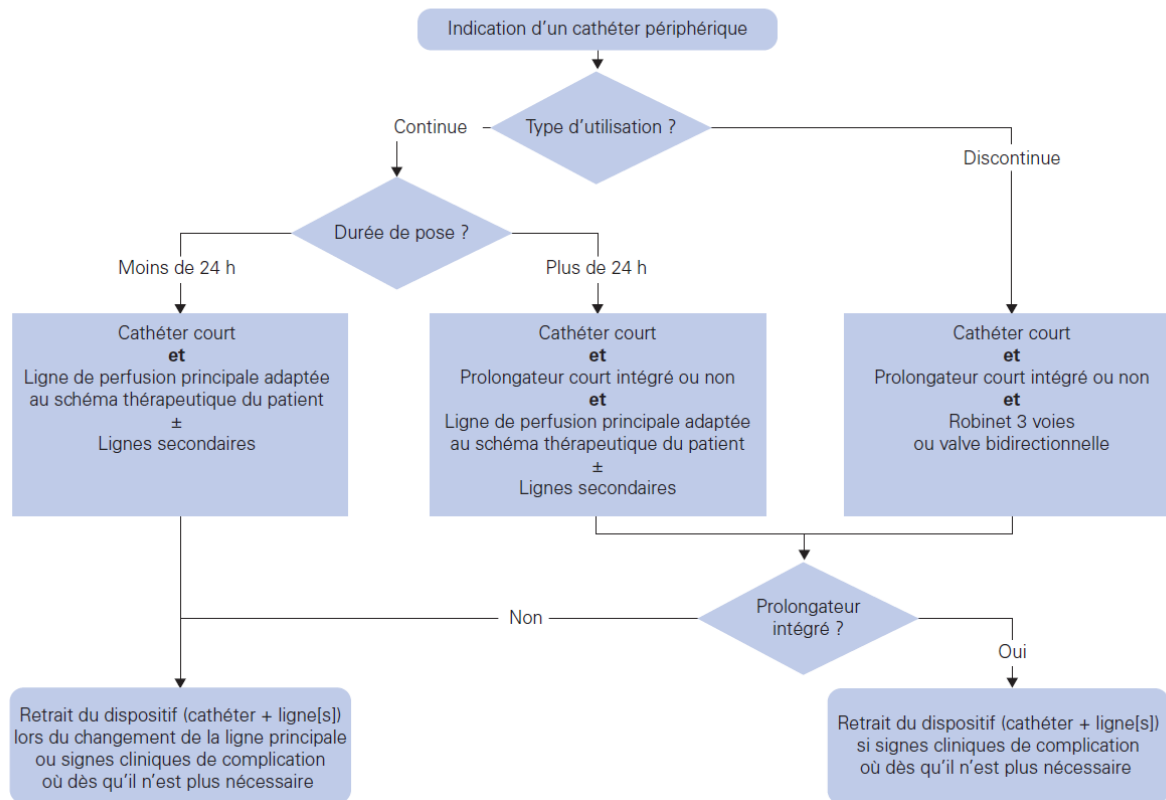 Indication d’un cathéter périphérique
Type d’utilisation ?
Continue
Discontinue
Durée de pose ?
Moins de 24 h
Plus de 24 h
Cathéter court
et
Ligne de perfusion principale adaptée
au schéma thérapeutique du patient
±
Lignes secondaires
Cathéter court
et
Prolongateur court intégré ou non
et
Ligne de perfusion principale adaptée
au schéma thérapeutique du patient
±
Lignes secondaires
Cathéter court
et
Prolongateur court intégré ou non
et
Robinet 3 voies
ou valve bidirectionnelle
Prolongateur
intégré ?
Non
Oui
Retrait du dispositif (cathéter + ligne[s])
lors du changement de la ligne principale
ou signes cliniques de complication
où dès qu’il n’est plus nécessaire
Retrait du dispositif (cathéter + ligne[s])
si signes cliniques de complication
où dès qu’il n’est plus nécessaire